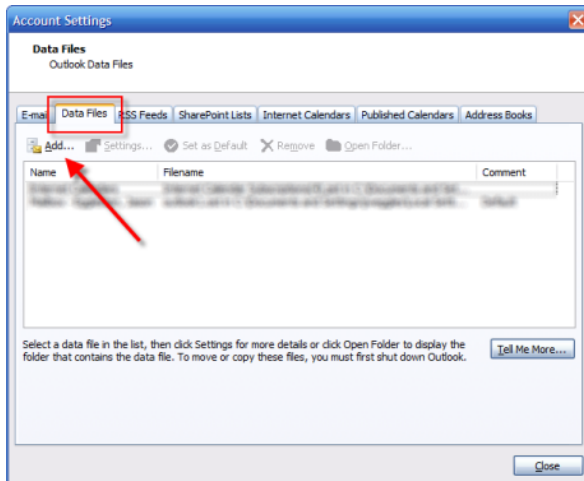 Account Settings
Data Files
Outlook Data Files
E-mai Data Files RSS Feeds SharePoint Lists Internet Calendars Published Calendars Address Books
Add... Settings... Set as Default Remove Open Folder...
Name Filename Comment
Select a data file in the list, then click Settings for more details or click Open Folder to display the
folder that contains the data file. To move or copy these files, you must first shut down Outlook.
Tell Me More...
Close